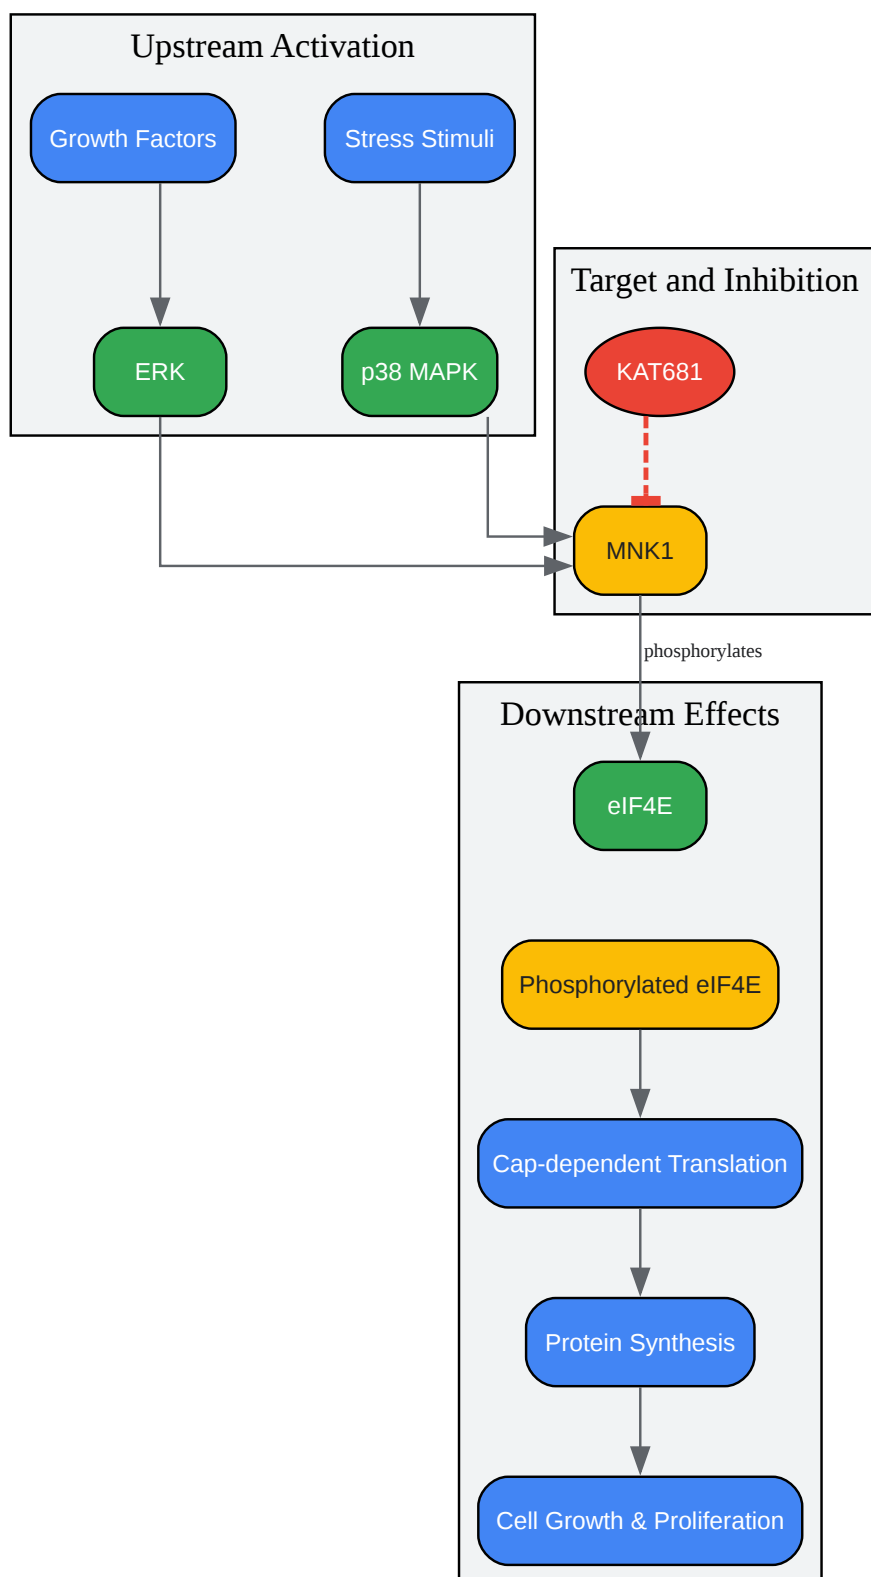 Upstream Activation
Growth Factors
Stress Stimuli
ERK
p38 MAPK
Target and Inhibition
KAT681
MNK1
phosphorylates
Downstream Effects
eIF4E
Phosphorylated eIF4E
Cap-dependent Translation
Protein Synthesis
Cell Growth & Proliferation